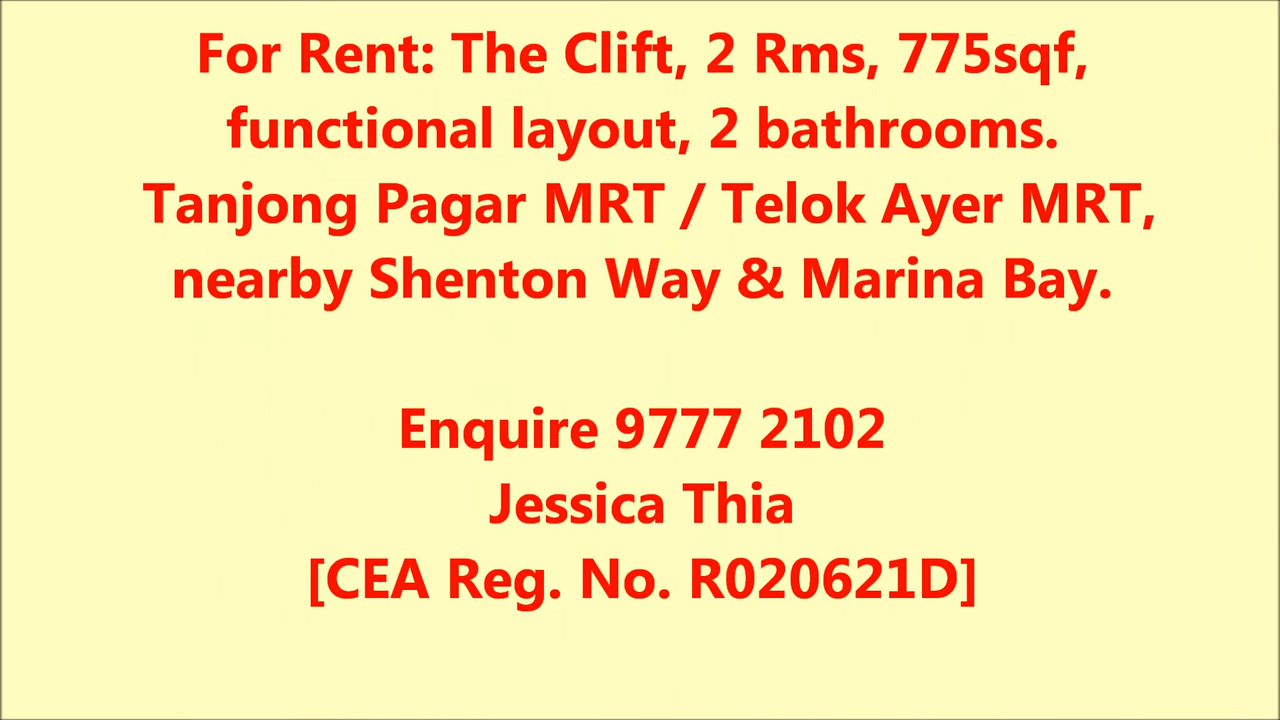 For Rent: The Clift, 2 Rms, 775sqf,
functional layout, 2 bathrooms.
Tanjong Pagar MRT / Telok Ayer MRT,
nearby Shenton Way & Marina Bay.
Enquire 9777 2102
Jessica Thia
[CEA Reg. No. R020621D]